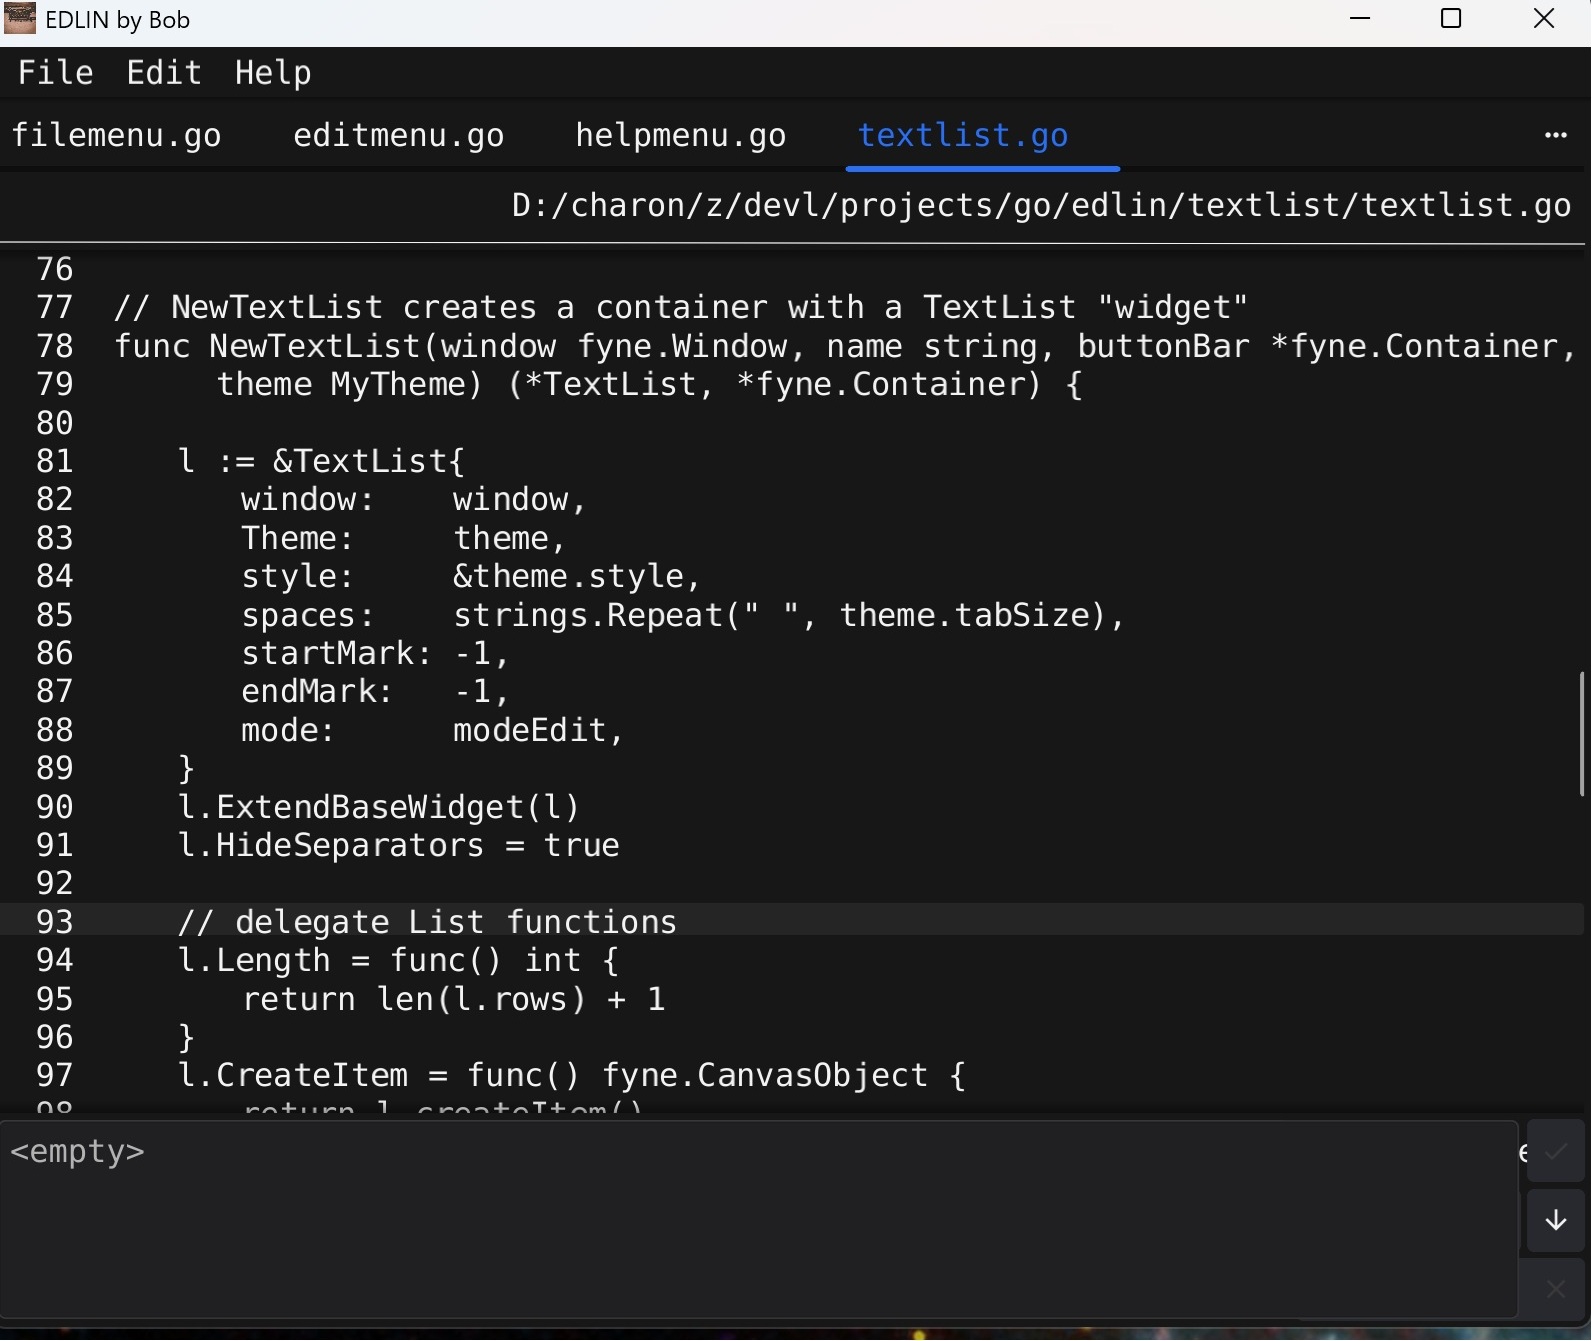 EDLIN by Bob
File Edit Help
filemenu.go editmenu.go helpmenu.go textlist.go ...
D:/charon/z/devl/projects/go/edlin/textlist/textlist.go
76
77 // NewTextList creates a container with a TextList "widget"
78 func NewTextList(window fyne.Window, name string, buttonBar *fyne.Container,
79 theme MyTheme) (*TextList, *fyne.Container) {
80
81 l := &TextList{
82 window: window,
83 Theme: theme,
84 style: &theme.style,
85 spaces: strings.Repeat(" ", theme.tabSize),
86 startMark: -1,
87 endMark: -1,
88 mode: modeEdit,
89 }
90 l.ExtendBaseWidget(l)
91 l.HideSeparators = true
92
93 // delegate List functions
94 l.Length = func() int {
95 return len(l.rows) + 1
96 }
97 l.CreateItem = func() fyne.CanvasObject {
98 return l.createItem()
<empty>